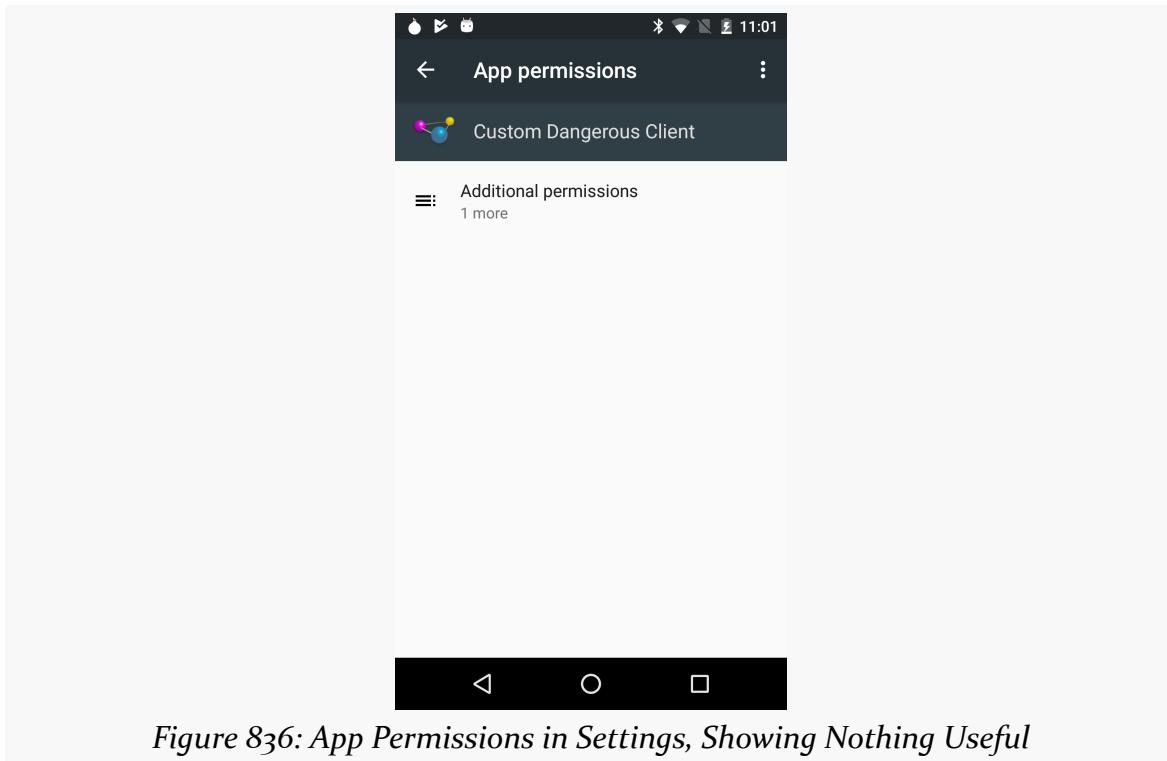 11:01
App permissions
Custom Dangerous Client
Additional permissions
1 more
Figure 836: App Permissions in Settings, Showing Nothing Useful